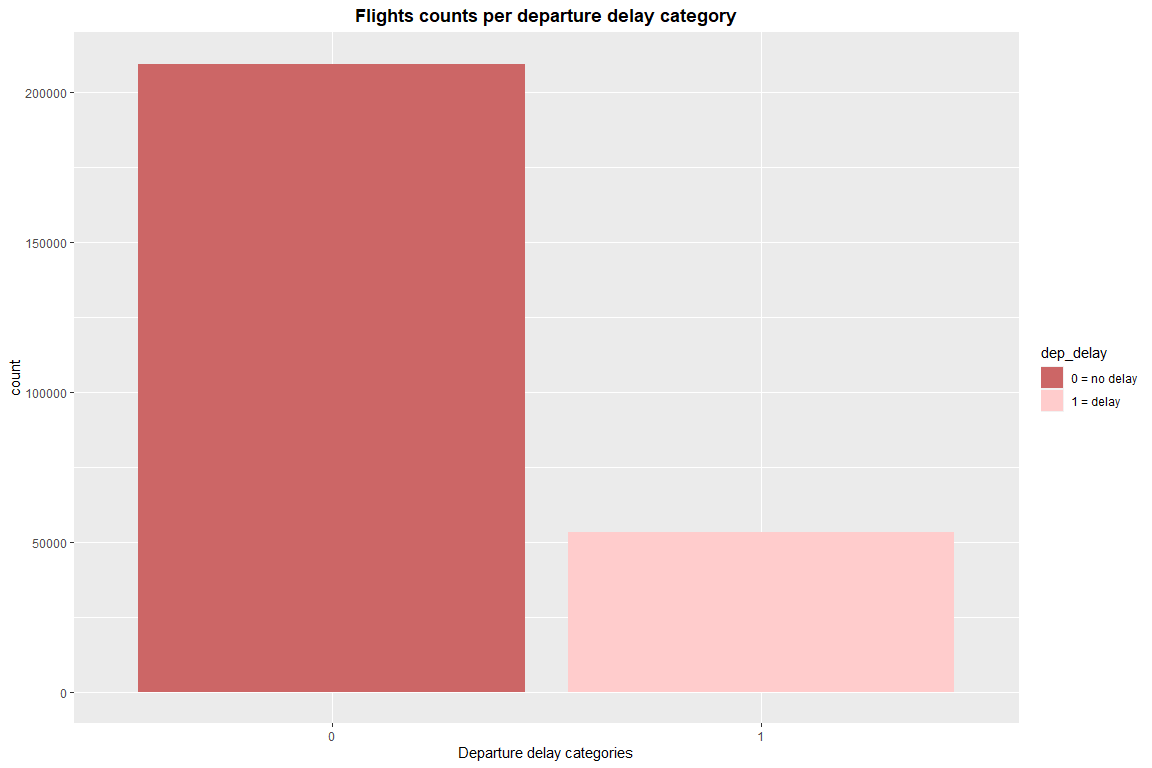 Flights counts per departure delay category
200000
150000
100000
50000
0
count
0
1
Departure delay categories
dep_delay
0 = no delay
1 = delay